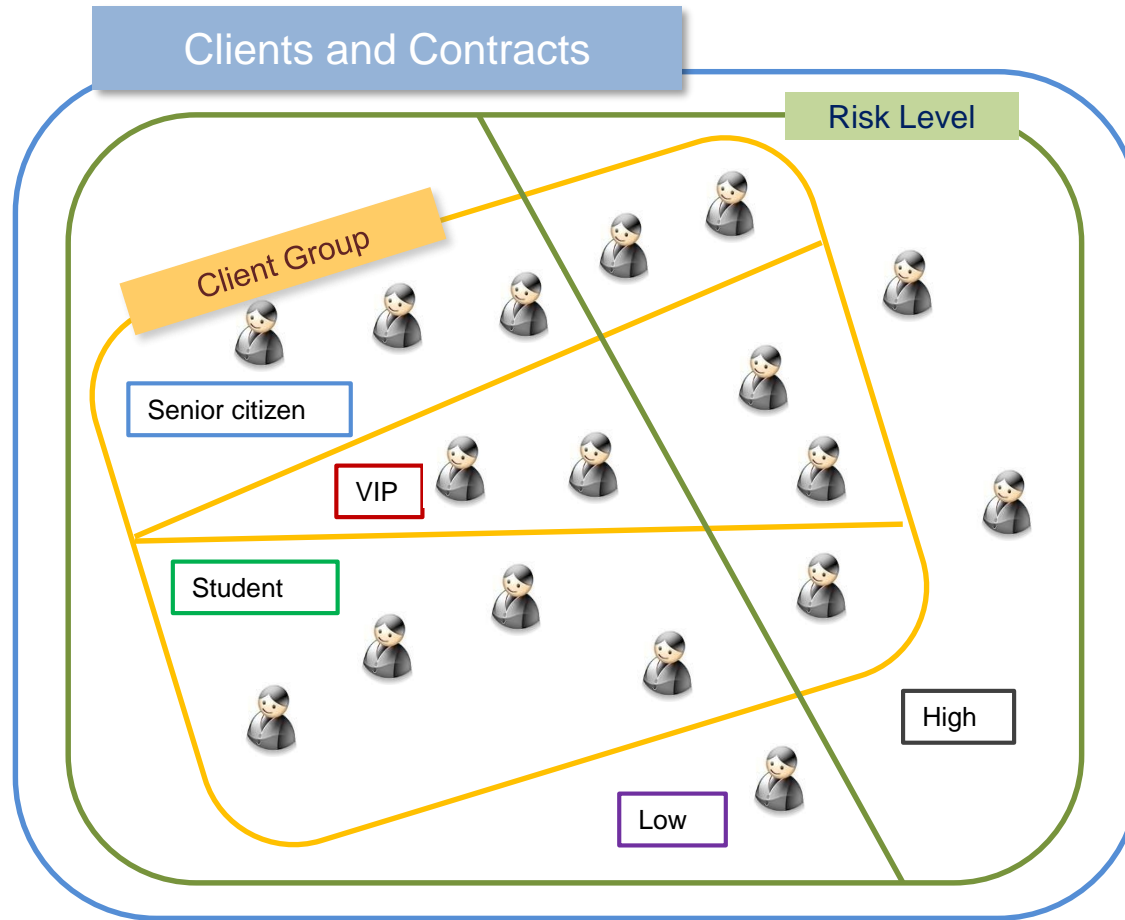 Clients and Contracts
Risk Level
Client Group
Senior citizen
VIP
Student
High
Low